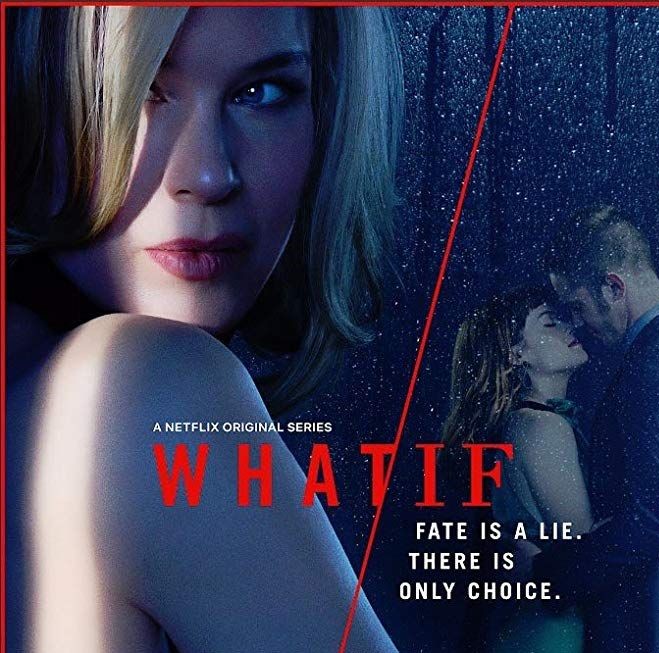 A NETFLIX ORIGINAL SERIES
WHAT/IF
FATE IS A LIE.
THERE IS
ONLY CHOICE.